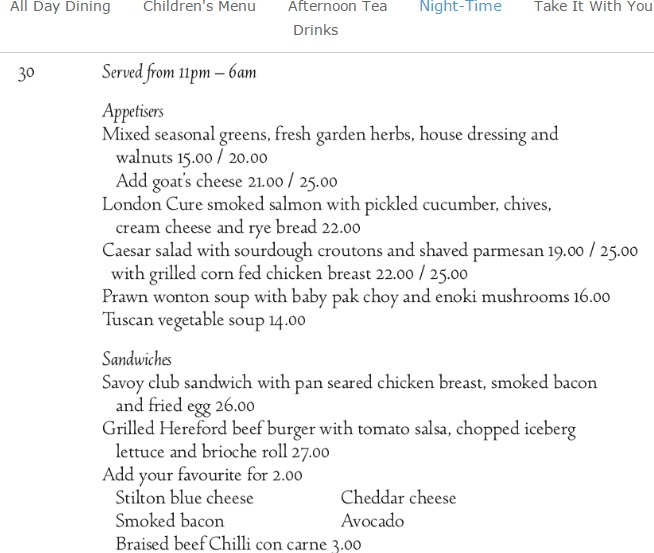 All Day Dining Children's Menu Afternoon Tea Night-Time Take It With You
Drinks
30 Served from 11pm – 6am
Appetisers
Mixed seasonal greens, fresh garden herbs, house dressing and
walnuts 15.00 / 20.00
Add goat's cheese 21.00 / 25.00
London Cure smoked salmon with pickled cucumber, chives,
cream cheese and rye bread 22.00
Caesar salad with sourdough croutons and shaved parmesan 19.00 / 25.00
with grilled corn fed chicken breast 22.00 / 25.00
Prawn wonton soup with baby pak choy and enoki mushrooms 16.00
Tuscan vegetable soup 14.00
Sandwiches
Savoy club sandwich with pan seared chicken breast, smoked bacon
and fried egg 26.00
Grilled Hereford beef burger with tomato salsa, chopped iceberg
lettuce and brioche roll 27.00
Add your favourite for 2.00
Stilton blue cheese Cheddar cheese
Smoked bacon Avocado
Braised beef Chilli con carne 3.00